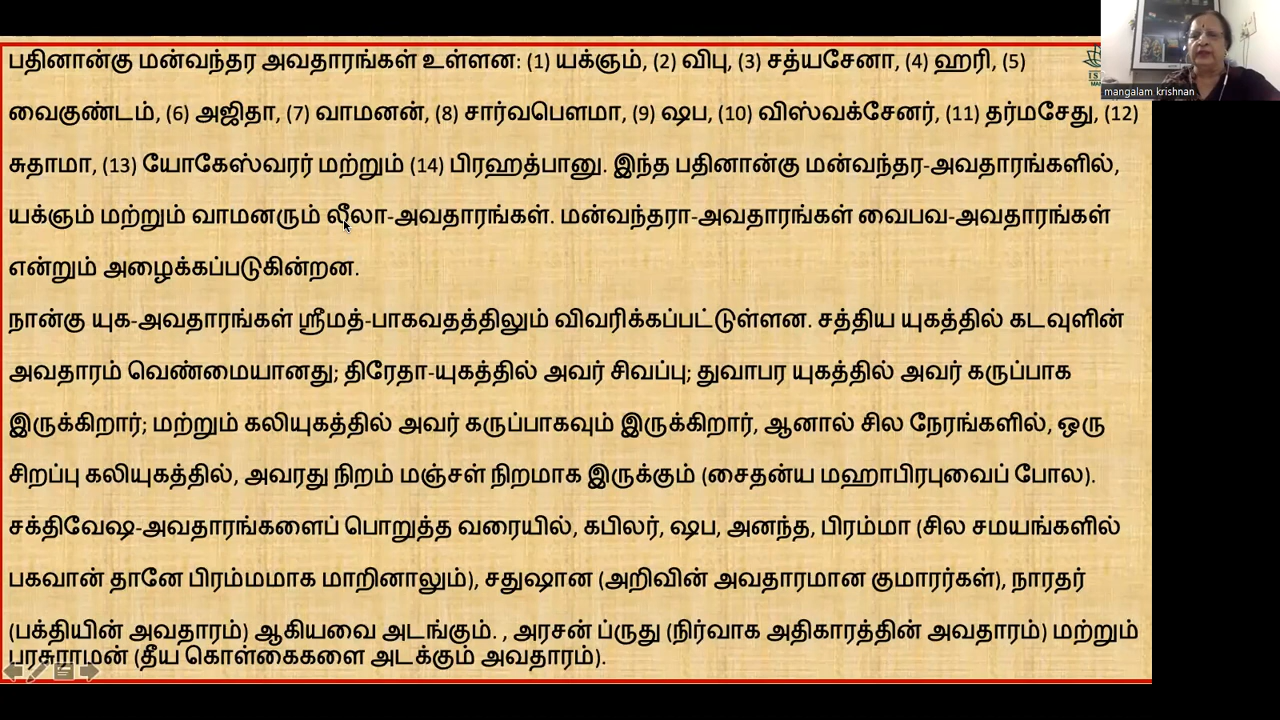 பதினான்கு மன்வந்தர அவதாரங்கள் உள்ளன: (1) யக்ஞம், (2) விபு, (3) சத்யசேனா, (4) ஹரி, (5)
வைகுண்டம், (6) அஜிதா, (7) வாமனன், (8) சார்வபௌமா, (9) ஷப, (10) விஸ்வக்சேனர், (11) தர்மசேது, (12)
சுதாமா, (13) யோகேஸ்வரர் மற்றும் (14) பிரஹத்பானு. இந்த பதினான்கு மன்வந்தர-அவதாரங்களில்,
யக்ஞம் மற்றும் வாமனரும் லீலா-அவதாரங்கள். மன்வந்தரா-அவதாரங்கள் வைபவ-அவதாரங்கள்
என்றும் அழைக்கப்படுகின்றன.
நான்கு யுக-அவதாரங்கள் ஸ்ரீமத்-பாகவதத்திலும் விவரிக்கப்பட்டுள்ளன. சத்திய யுகத்தில் கடவுளின்
அவதாரம் வெண்மையானது; திரேதா-யுகத்தில் அவர் சிவப்பு; துவாபர யுகத்தில் அவர் கருப்பாக
இருக்கிறார்; மற்றும் கலியுகத்தில் அவர் கருப்பாகவும் இருக்கிறார், ஆனால் சில நேரங்களில், ஒரு
சிறப்பு கலியுகத்தில், அவரது நிறம் மஞ்சள் நிறமாக இருக்கும் (சைதன்ய மஹாபிரபுவைப் போல).
சக்திவேஷ-அவதாரங்களைப் பொறுத்த வரையில், கபிலர், ஷப, அனந்த, பிரம்மா (சில சமயங்களில்
பகவான் தானே பிரம்மமாக மாறினாலும்), சதுஷான (அறிவின் அவதாரமான குமாரர்கள்), நாரதர்
(பக்தியின் அவதாரம்) ஆகியவை அடங்கும். , அரசன் ப்ருது (நிர்வாக அதிகாரத்தின் அவதாரம்) மற்றும்
பரசுராமன் (தீய கொள்கைகளை அடக்கும் அவதாரம்).
mangalam krishnan